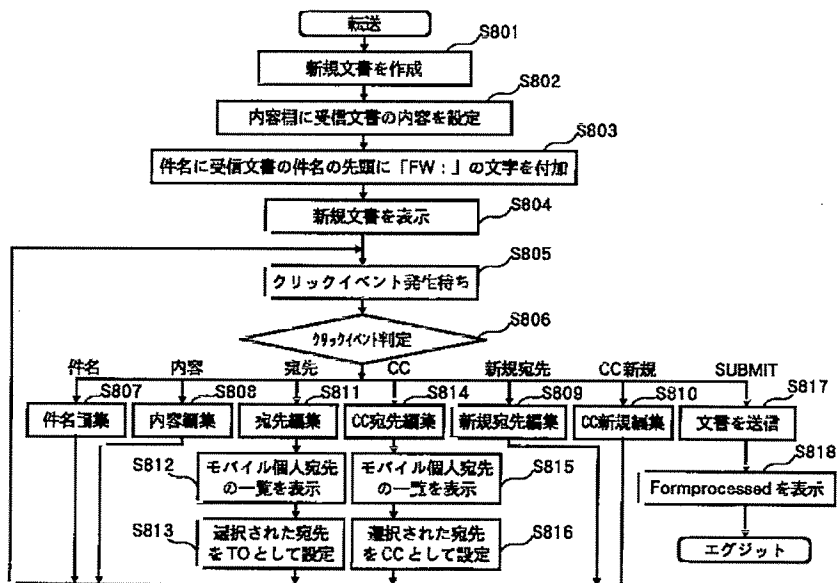 転送
S801
新規文書を作成
S802
内容欄に受信文書の内容を設定
S803
件名に受信文書の件名の先頭に「FW：」の文字を付加
新規文書を表示
S804
S805
クリックイベント発生待ち
S806
クリックイベント判定
件名
内容
宛先
CC
新規宛先
CC新規
SUBMIT
S807
S808
S811
S814
S809
S810
S817
件名編集
内容編集
宛先編集
CC宛先編集
新規宛先編集
CC新規編集
文書を送信
S812
モバイル個人宛先
の一覧を表示
モバイル個人宛先
の一覧を表示
S815
S818
Formprocessedを表示
S813
選択された宛先
をTOとして設定
選択された宛先
をCCとして設定
S816
エグジット